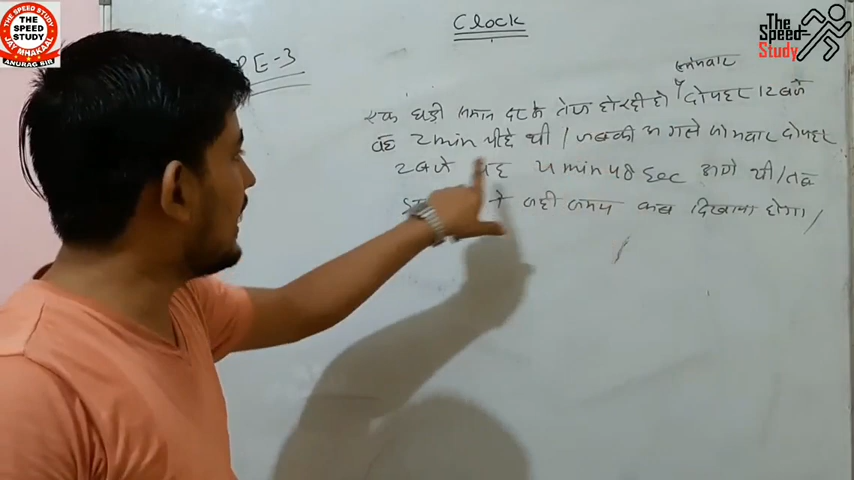 THE
SPEED
STUDY
JAY MHAKAAL
ANURAG SIR
Clock
The
Speed
Study
PE-3
सोमवार
एक घड़ी समान दर से तेज हो रही हो दोपहर 12 बजे
वह 2 min पीछे थी / जबकी अगले सोमवार दोपहर
2 बजे वह 4 min 48 Sec आगे थी / तब
ने सही समय कब दिखाया होगा /